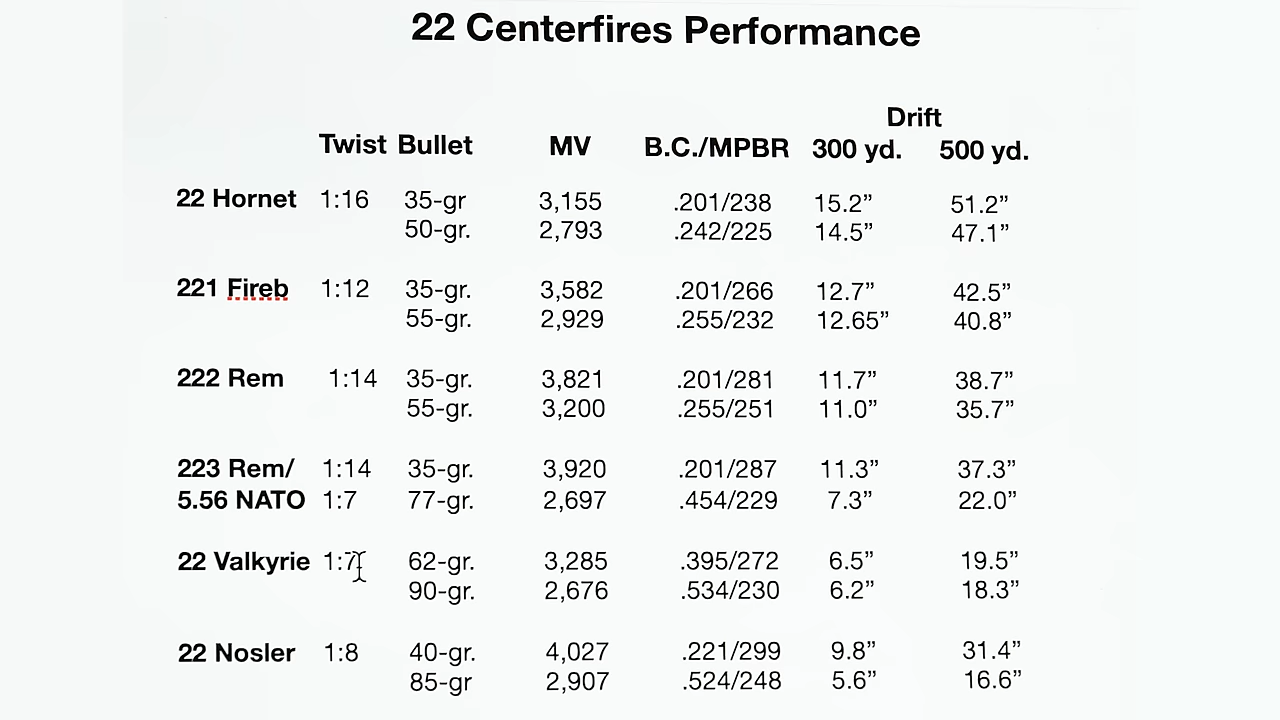 22 Centerfires Performance
Drift
Twist Bullet MV B.C./MPBR 300 yd. 500 yd.
22 Hornet 1:16 35-gr 3,155 .201/238 15.2” 51.2”
50-gr. 2,793 .242/225 14.5” 47.1”
221 Fireb 1:12 35-gr. 3,582 .201/266 12.7” 42.5”
55-gr. 2,929 .255/232 12.65” 40.8”
222 Rem 1:14 35-gr. 3,821 .201/281 11.7” 38.7”
55-gr. 3,200 .255/251 11.0” 35.7”
223 Rem/ 1:14 35-gr. 3,920 .201/287 11.3” 37.3”
5.56 NATO 1:7 77-gr. 2,697 .454/229 7.3” 22.0”
22 Valkyrie 1:7 62-gr. 3,285 .395/272 6.5” 19.5”
90-gr. 2,676 .534/230 6.2” 18.3”
22 Nosler 1:8 40-gr. 4,027 .221/299 9.8” 31.4”
85-gr 2,907 .524/248 5.6” 16.6”